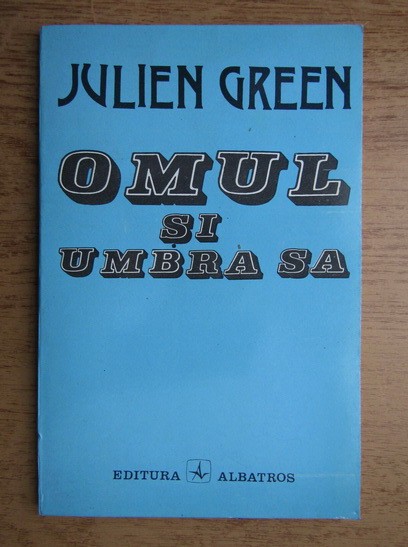 JULIEN GREEN
OMUL
ȘI
UMBRA SA
EDITURA ALBATROS